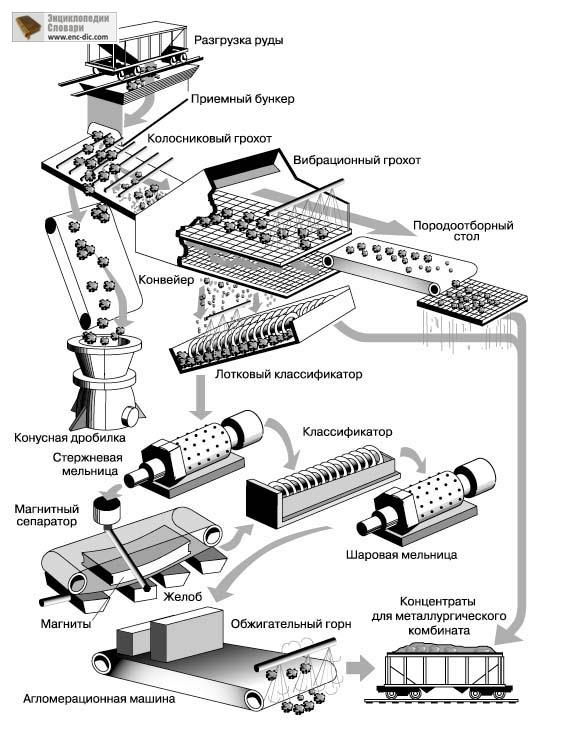 Энциклопедии
Словари
www.enc-dic.com
Разгрузка руды
Приемный бункер
Колосниковый грохот
Вибрационный грохот
Породоотборный
стол
Конвейер
Лотковый классификатор
Конусная дробилка
Стержневая
мельница
Классификатор
Магнитный
сепаратор
Шаровая мельница
Желоб
Магниты
Концентраты
для металлургического
комбината
Обжигательный горн
Агломерационная машина